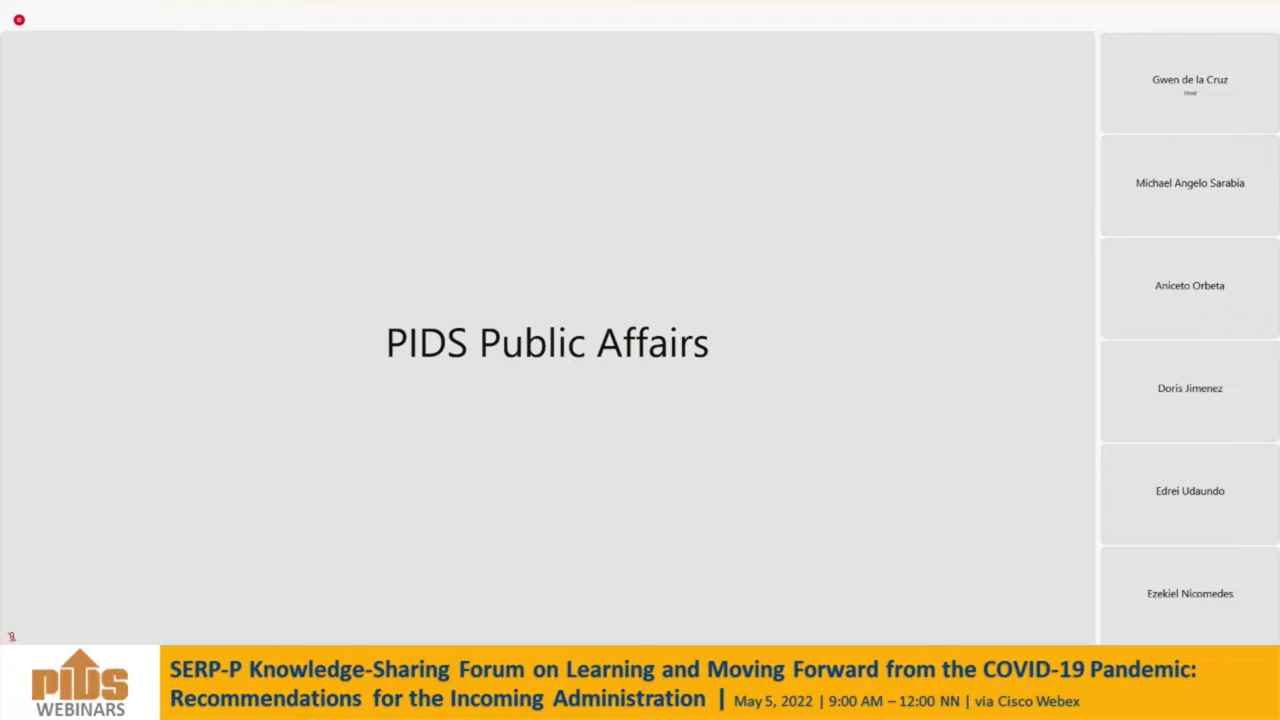 Gwen de la Cruz
Host
Michael Angelo Sarabia
Aniceto Orbeta
PIDS Public Affairs
Doris Jimenez
Edrei Udaundo
Ezekiel Nicomedes
PIDS
WEBINARS
SERP-P Knowledge-Sharing Forum on Learning and Moving Forward from the COVID-19 Pandemic:
Recommendations for the Incoming Administration | May 5, 2022 | 9:00 AM – 12:00 NN | via Cisco Webex